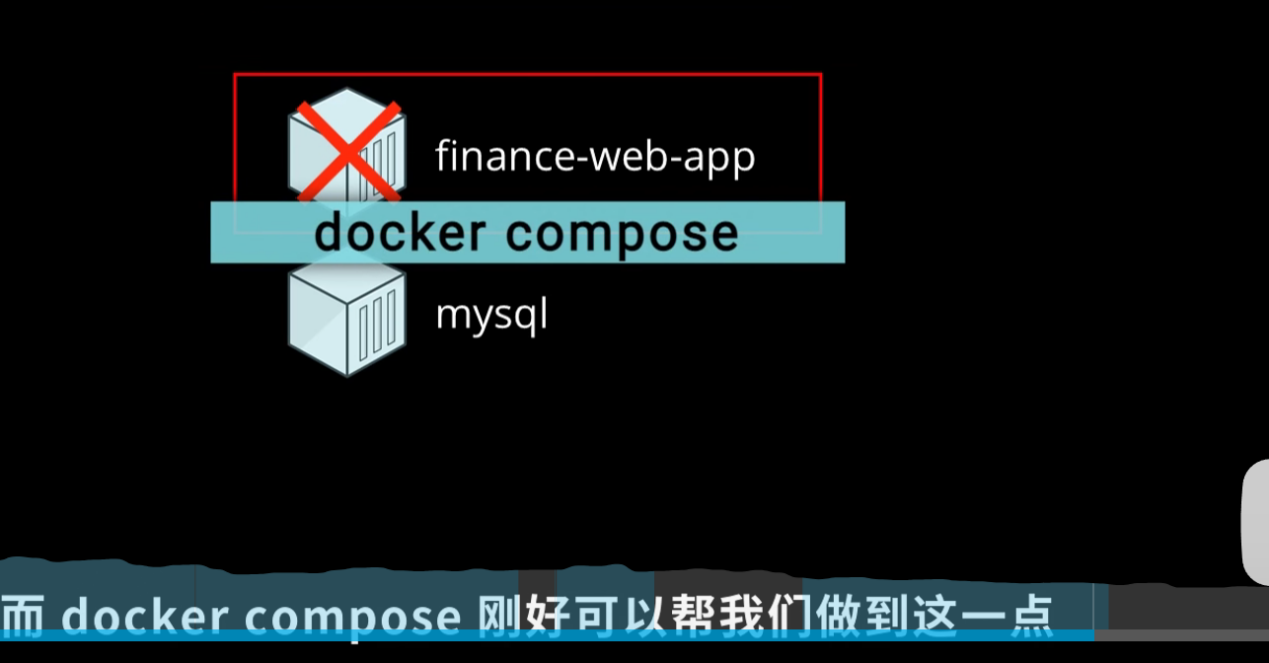 finance-web-app
docker compose
mysql
而 docker compose 刚好可以帮我们做到这一点